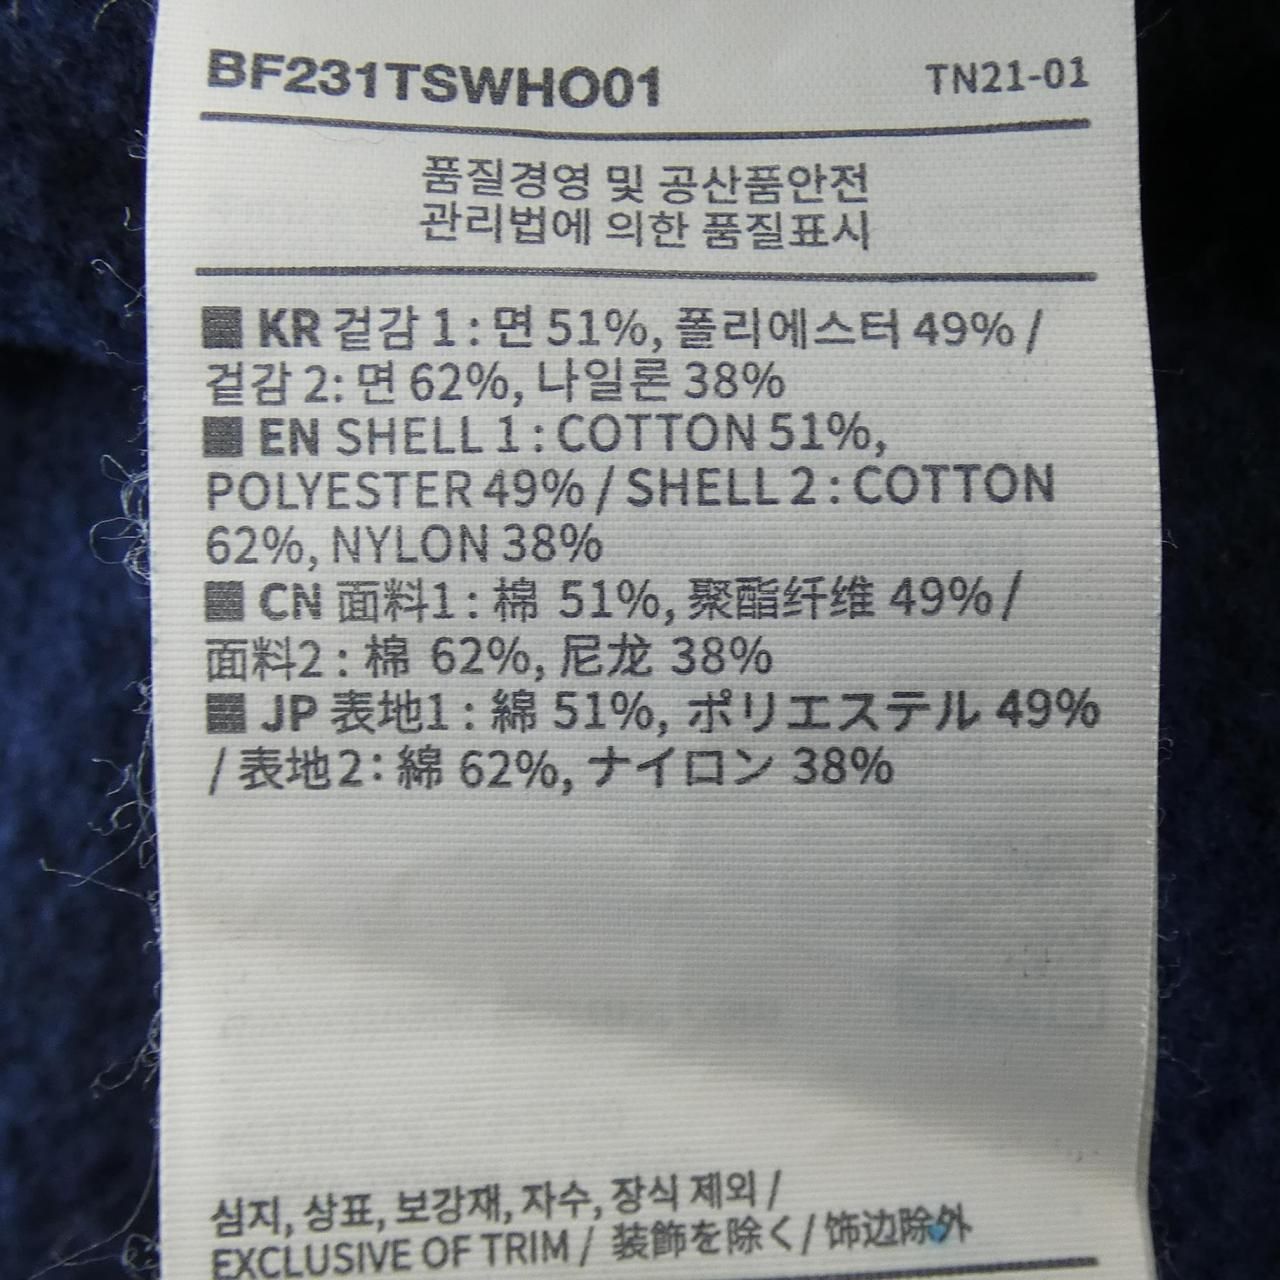 BF231TSWHO01
TN21-01
품질경영 및 공산품안전
관리법에 의한 품질표시
KR 겉감 1 : 면 51%, 폴리에스터 49% /
겉감 2: 면 62%, 나일론 38%
EN SHELL 1 : COTTON 51%,
POLYESTER 49% / SHELL 2 : COTTON
62%, NYLON 38%
CN 面料1 : 棉 51%, 聚酯纤维 49% /
面料2 : 棉 62%, 尼龙 38%
JP 表地1 : 綿 51%, ポリエステル 49%
/ 表地2 : 綿 62%, ナイロン 38%
심지, 상표, 보강재, 자수, 장식 제외 /
EXCLUSIVE OF TRIM / 装飾を除く / 饰边除外